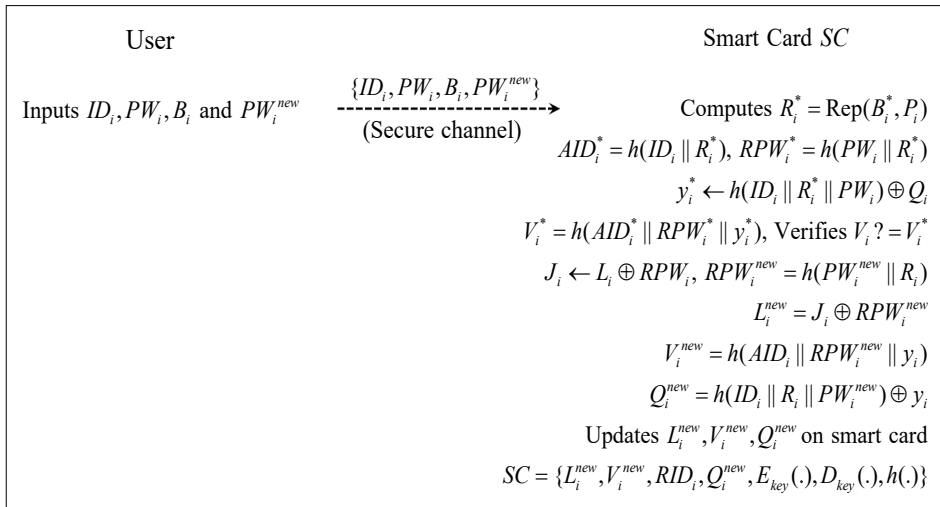 User
Smart Card SC
Inputs ID_i, PW_i, B_i and PW_i^{new}
{ID_i, PW_i, B_i, PW_i^{new}}
(Secure channel)
Computes R_i^* = Rep(B_i^*, P_i)
AID_i^* = h(ID_i || R_i^*), RPW_i^* = h(PW_i || R_i^*)
y_i^* ← h(ID_i || R_i^* || PW_i) ⊕ Q_i
V_i^* = h(AID_i^* || RPW_i^* || y_i^*), Verifies V_i ? = V_i^*
J_i ← L_i ⊕ RPW_i, RPW_i^{new} = h(PW_i^{new} || R_i)
L_i^{new} = J_i ⊕ RPW_i^{new}
V_i^{new} = h(AID_i || RPW_i^{new} || y_i)
Q_i^{new} = h(ID_i || R_i || PW_i^{new}) ⊕ y_i
Updates L_i^{new}, V_i^{new}, Q_i^{new} on smart card
SC = {L_i^{new}, V_i^{new}, RID_i, Q_i^{new}, E_{key}(.), D_{key}(.), h(.)}